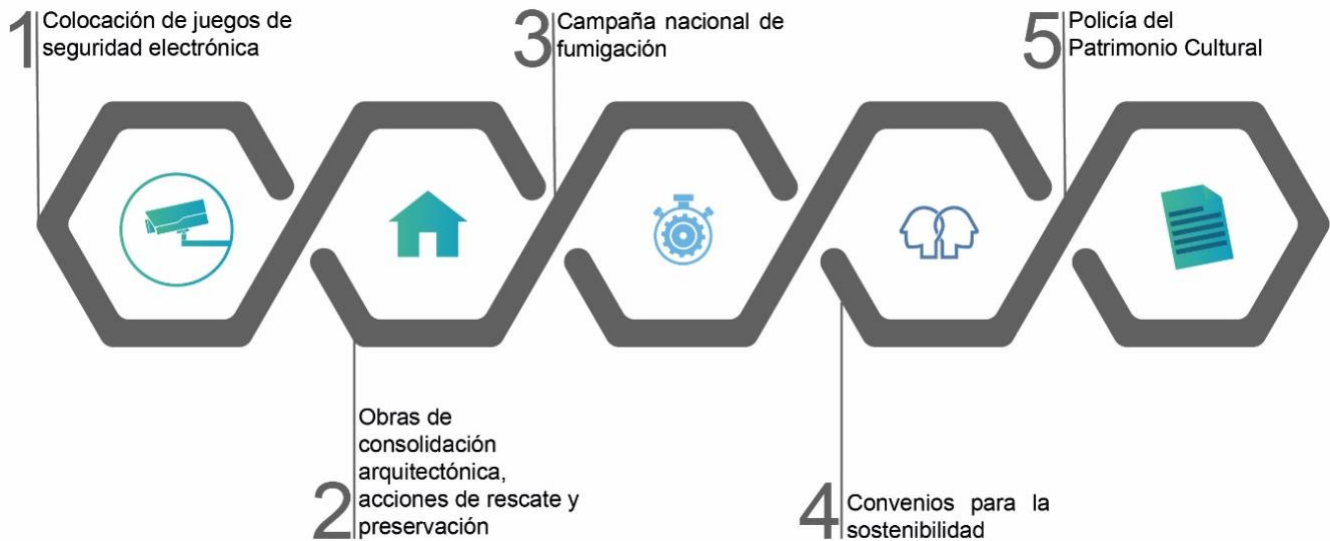 1
Colocación de juegos de
seguridad electrónica
2
Obras de
consolidación
arquitectónica,
acciones de rescate y
preservación
3
Campaña nacional de
fumigación
4
Convenios para la
sostenibilidad
5
Policía del
Patrimonio Cultural